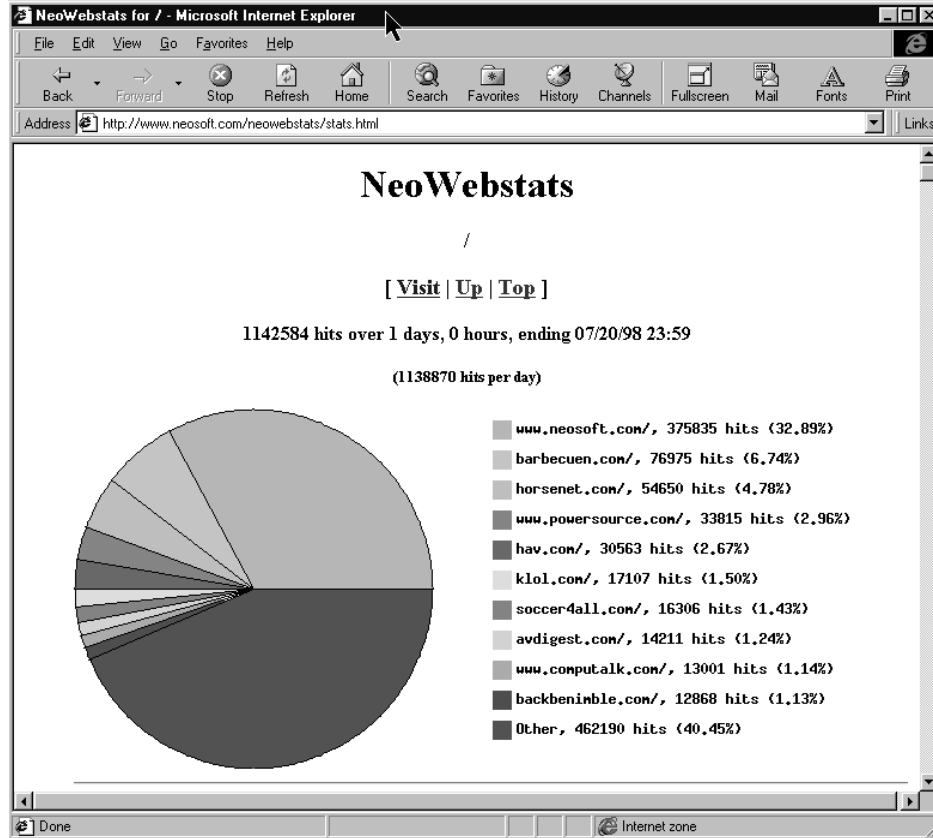 NeoWebstats for / - Microsoft Internet Explorer
File Edit View Go Favorites Help
Back Forward Stop Refresh Home Search Favorites History Channels Fullscreen Mail Fonts Print
Address http://www.neosoft.com/neowebstats/stats.html Links
NeoWebstats
/
[ Visit | Up | Top ]
1142584 hits over 1 days, 0 hours, ending 07/20/98 23:59
(1138870 hits per day)
www.neosoft.com/, 375835 hits (32.89%)
barbecuen.com/, 76975 hits (6.74%)
horsenet.com/, 54650 hits (4.78%)
www.powersource.com/, 33815 hits (2.96%)
hav.com/, 30563 hits (2.67%)
klol.com/, 17107 hits (1.50%)
soccer4all.com/, 16306 hits (1.43%)
avdigest.com/, 14211 hits (1.24%)
www.computalk.com/, 13001 hits (1.14%)
backbenimble.com/, 12868 hits (1.13%)
Other, 462190 hits (40.45%)
Done Internet zone